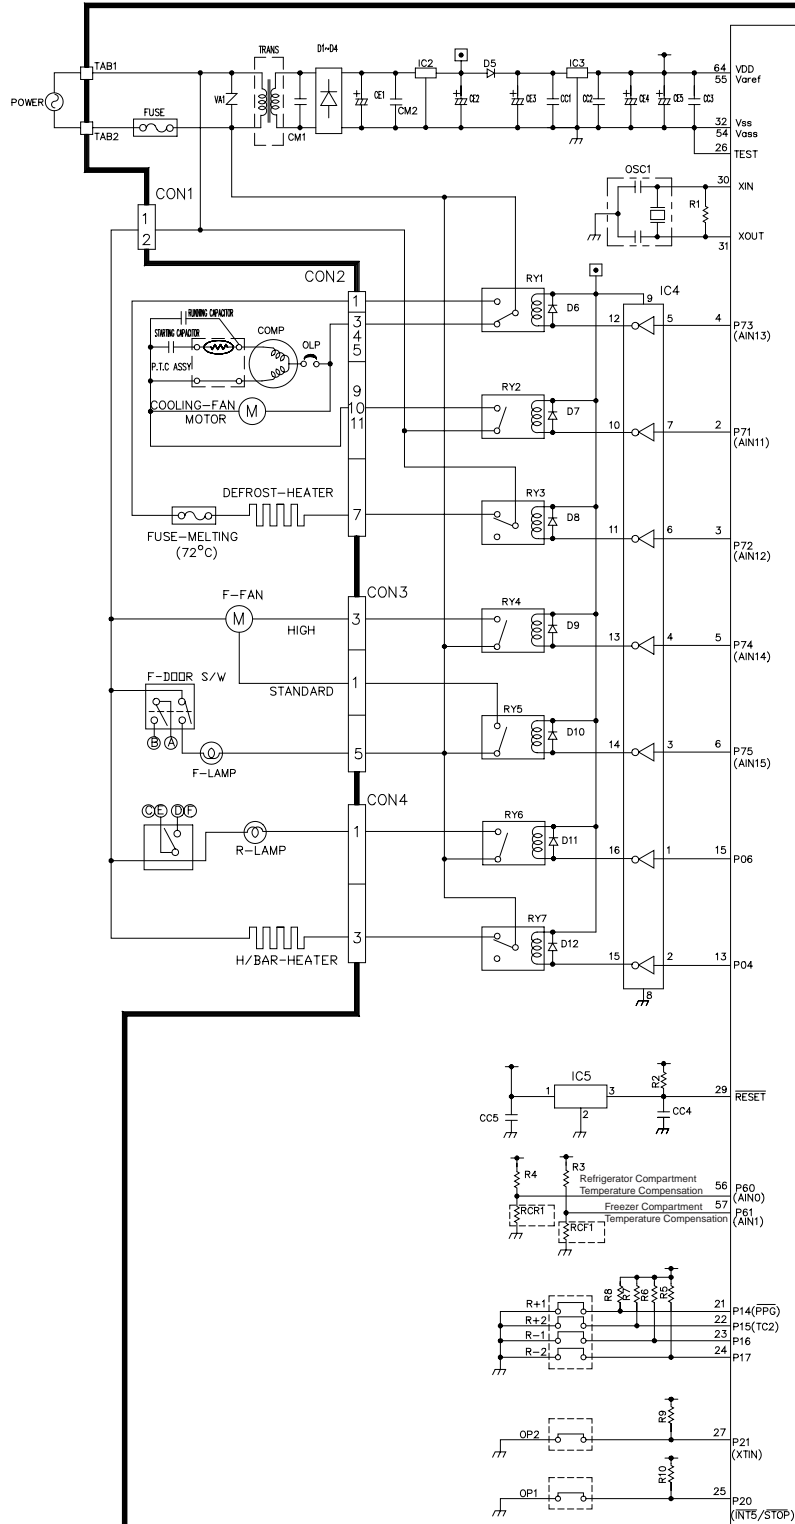 TRANS D1~D4
TAB1 IC2 D5 IC3 64 VDD
55 Varef
POWER VA1 CE1 CM2 CE2 CE3 CC1 CC2 CE4 CE5 CC3
FUSE
TAB2 CM1
32 Vss
54 Vass
26 TEST
OSC1
30 XIN
R1
XOUT
31
CON1
1
2
CON2 RY1 9 IC4
1
RUNNING CAPACITOR
3 D6 12 5 4 P73
(AIN13)
STARTING CAPACITOR COMP OLP
4
5
P.T.C ASSY
9
COOLING-FAN M 10
MOTOR 11
RY2
D7
10 7 2 P71
(AIN11)
DEFROST-HEATER RY3
7 D8
FUSE-MELTING
(72°C)
11 6 3 P72
(AIN12)
F-FAN CON3 RY4
M HIGH 3 D9
13 4 5 P74
(AIN14)
F-DOOR S/W STANDARD 1
RY5
D10
B A 5
F-LAMP
14 3 6 P75
(AIN15)
CON4
C E D F RY6
R-LAMP 1 D11
16 1 15 P06
RY7
3 D12
H/BAR-HEATER
15 2 13 P04
8
IC5 R2
1 3 29 RESET
CC5 2 CC4
R4 R3
Refrigerator Compartment 56 P60
Temperature Compensation (AIN0)
RCR1 Freezer Compartment 57 P61
RCF1 Temperature Compensation (AIN1)
R8 R7 R6 R5
R+1 21 P14(PPG)
R+2 22 P15(TC2)
R-1 23 P16
R-2 24 P17
R9
OP2 27 P21
(XTIN)
R10
OP1 25 P20
(INT5/STOP)